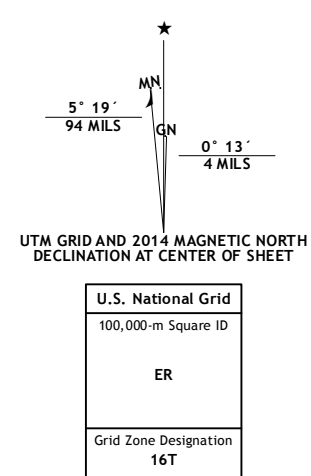 ★
MN
GN
5° 19´
94 MILS
0° 13´
4 MILS
UTM GRID AND 2014 MAGNETIC NORTH
DECLINATION AT CENTER OF SHEET
U.S. National Grid
100,000-m Square ID
ER
Grid Zone Designation
16T